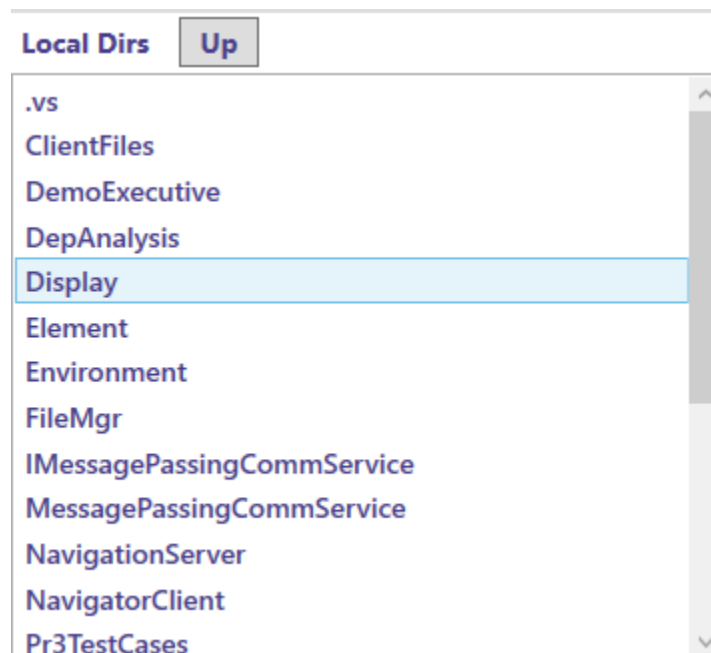 Local Dirs Up
.vs
ClientFiles
DemoExecutive
DepAnalysis
Display
Element
Environment
FileMgr
IMessagePassingCommService
MessagePassingCommService
NavigationServer
NavigatorClient
Pr3TestCases